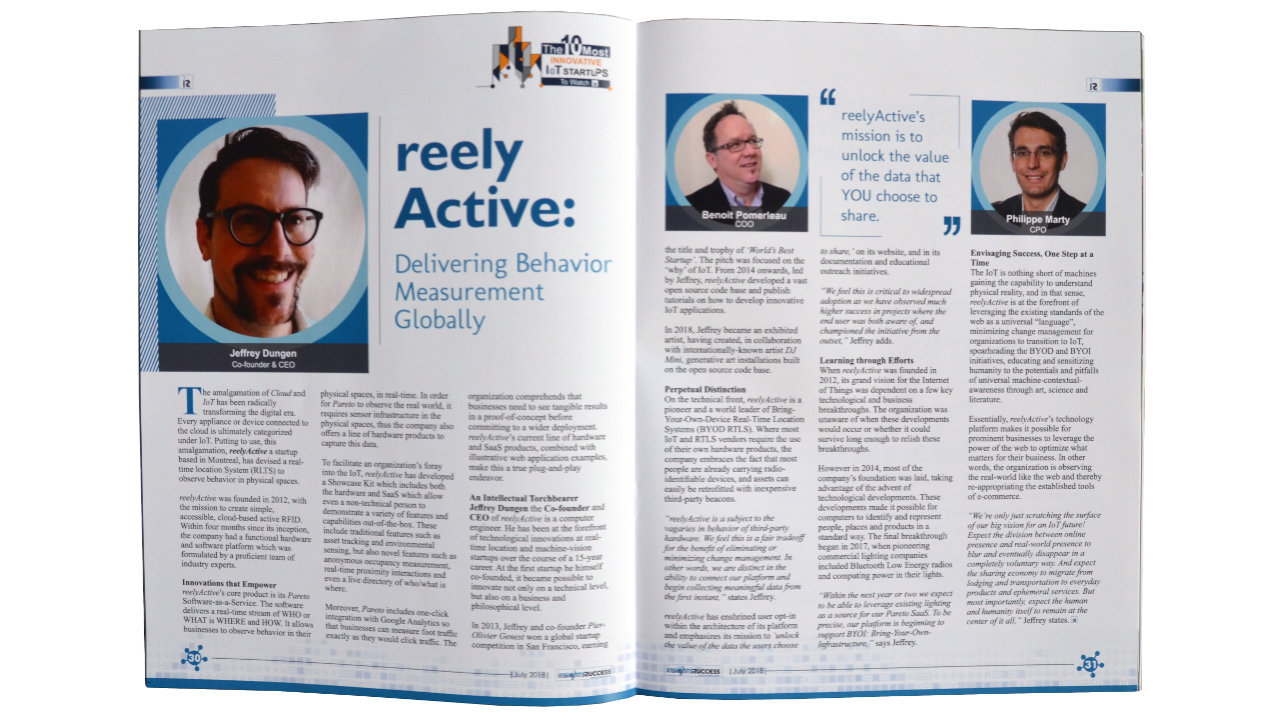 The 10 Most
INNOVATIVE
IoT STARTUPS
To Watch
reely
Active:
Delivering Behavior
Measurement
Globally
Jeffrey Dungen
Co-founder & CEO
The amalgamation of Cloud and
IoT has been radically
transforming the digital era.
Every appliance or device connected to
the cloud is ultimately categorized
under IoT. Putting to use, this
amalgamation, reelyActive a startup
based in Montreal, has devised a real-
time location System (RLTS) to
observe behavior in physical spaces.
reelyActive was founded in 2012, with
the mission to create simple,
accessible, cloud-based active RFID.
Within four months since its inception,
the company had a functional hardware
and software platform which was
formulated by a proficient team of
industry experts.
Innovations that Empower
reelyActive's core product is its Pareto
Software-as-a-Service. The software
delivers a real-time stream of WHO or
WHAT is WHERE and HOW. It allows
businesses to observe behavior in their
physical spaces, in real-time. In order
for Pareto to observe the real world, it
requires sensor infrastructure in the
physical spaces, thus the company also
offers a line of hardware products to
capture this data.
To facilitate an organization's foray
into the IoT, reelyActive has developed
a Showcase Kit which includes both
the hardware and SaaS which allow
even a non-technical person to
demonstrate a variety of features and
capabilities out-of-the-box. These
include traditional features such as
asset tracking and environmental
sensing, but also novel features such as
anonymous occupancy measurement,
real-time proximity interactions and
even a live directory of who's what is
where.
Moreover, Pareto includes one-click
integration with Google Analytics so
that businesses can measure foot traffic
exactly as they would click traffic. The
organization comprehends that
businesses need to see tangible results
in a proof-of-concept before
committing to a wider deployment.
reelyActive's current line of hardware
and SaaS products, combined with
illustrative web application examples,
make this a true plug-and-play
endeavor.
An Intellectual Torchbearer
Jeffrey Dungen the Co-founder and
CEO of reelyActive is a computer
engineer. He has been at the forefront
of technological innovations at real-
time location and machine-vision
startups over the course of a 15-year
career. At the first startup he himself
co-founded, it became possible to
innovate not only on a technical level,
but also on a business and
philosophical level.
In 2013, Jeffrey and co-founder Pier-
Olivier Genest won a global startup
competition in San Francisco, earning
30
| July 2018 |
insightsSUCCESS
Benoit Pomerleau
COO
“
reelyActive's
mission is to
unlock the value
of the data that
YOU choose to
share.
”
Philippe Marty
CPO
the title and trophy of 'World's Best
Startup'. The pitch was focused on the
'why' of IoT. From 2014 onwards, led
by Jeffrey, reelyActive developed a vast
open source code base and publish
tutorials on how to develop innovative
IoT applications.
In 2018, Jeffrey became an exhibited
artist, having created, in collaboration
with internationally-known artist DJ
Mini, generative art installations built
on the open source code base.
Perpetual Distinction
On the technical front, reelyActive is a
pioneer and a world leader of Bring-
Your-Own-Device Real-Time Location
Systems (BYOD RTLS). Where most
IoT and RTLS vendors require the use
of their own hardware products, the
company embraces the fact that most
people are already carrying radio-
identifiable devices, and assets can
easily be retrofitted with inexpensive
third-party beacons.
“reelyActive is a subject to the
vagaries in behavior of third-party
hardware. We feel this is a fair tradeoff
for the benefit of eliminating or
minimizing change management. In
other words, we are distinct in the
ability to connect our platform and
begin collecting meaningful data from
the first instant,” states Jeffrey.
reelyActive has enshrined user opt-in
within the architecture of its platform
and emphasizes its mission to 'unlock
the value of the data the users choose
to share,' on its website, and in its
documentation and educational
outreach initiatives.
“We feel this is critical to widespread
adoption as we have observed much
higher success in projects where the
end user was both aware of, and
championed the initiative from the
outset,” Jeffrey adds.
Learning through Efforts
When reelyActive was founded in
2012, its grand vision for the Internet
of Things was dependent on a few key
technological and business
breakthroughs. The organization was
unaware of when these developments
would occur or whether it could
survive long enough to relish these
breakthroughs.
However in 2014, most of the
company's foundation was laid, taking
advantage of the advent of
technological developments. These
developments made it possible for
computers to identify and represent
people, places and products in a
standard way. The final breakthrough
began in 2017, when pioneering
commercial lighting companies
included Bluetooth Low Energy radios
and computing power in their lights.
“Within the next year or two we expect
to be able to leverage existing lighting
as a source for our Pareto SaaS. To be
precise, our platform is beginning to
support BYOI: Bring-Your-Own-
Infrastructure,” says Jeffrey.
Envisaging Success, One Step at a
Time
The IoT is nothing short of machines
gaining the capability to understand
physical reality, and in that sense,
reelyActive is at the forefront of
leveraging the existing standards of the
web as a universal “language”,
minimizing change management for
organizations to transition to IoT,
spearheading the BYOD and BYOI
initiatives, educating and sensitizing
humanity to the potentials and pitfalls
of universal machine-contextual-
awareness through art, science and
literature.
Essentially, reelyActive's technology
platform makes it possible for
prominent businesses to leverage the
power of the web to optimize what
matters for their business. In other
words, the organization is observing
the real-world like the web and thereby
re-appropriating the established tools
of e-commerce.
“We're only just scratching the surface
of our big vision for an IoT future!
Expect the division between online
presence and real-world presence to
blur and eventually disappear in a
completely voluntary way. And expect
the sharing economy to migrate from
lodging and transportation to everyday
products and ephemeral services. But
most importantly, expect the human
and humanity itself to remain at the
center of it all,” Jeffrey states.
insightsSUCCESS
| July 2018 |
31